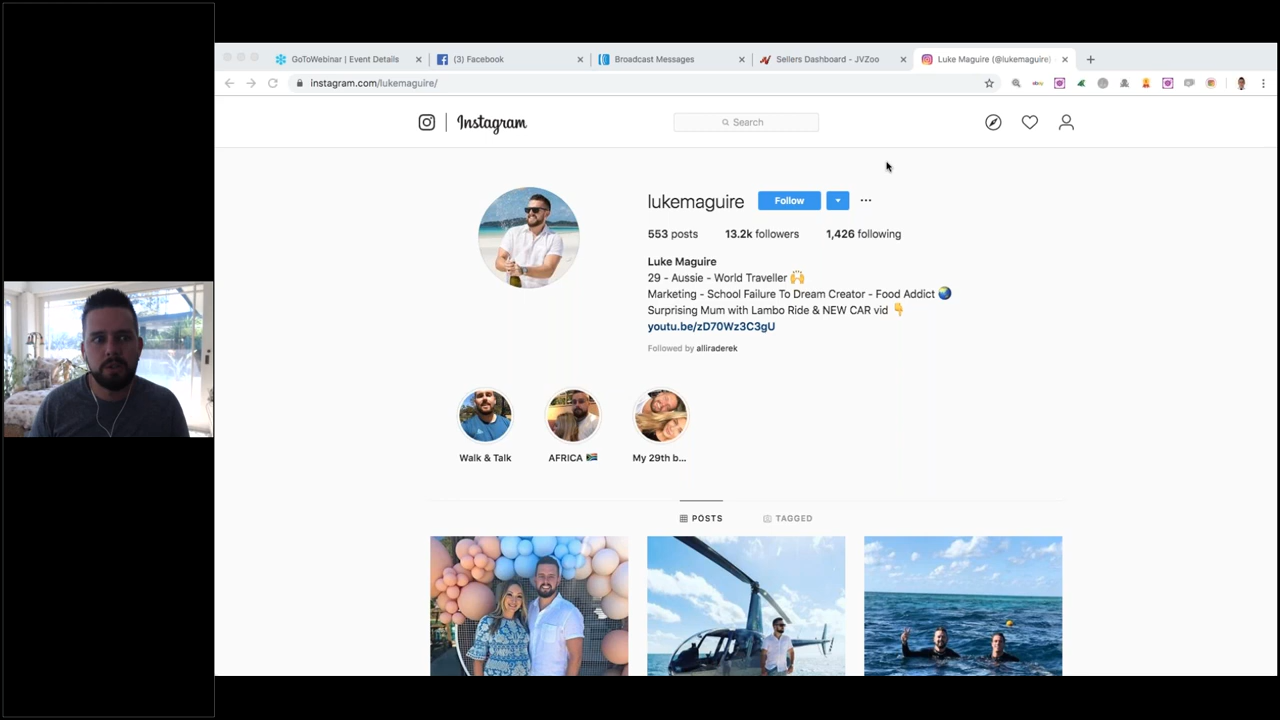 GoToWebinar | Event Details
(3) Facebook
Broadcast Messages
Sellers Dashboard - JVZoo
Luke Maguire (@lukemaguire)
instagram.com/lukemaguire/
Instagram
Search
lukemaguire
Follow
553 posts 13.2k followers 1,426 following
Luke Maguire
29 - Aussie - World Traveller 🙌
Marketing - School Failure To Dream Creator - Food Addict 🌏
Surprising Mum with Lambo Ride & NEW CAR vid 👇
youtu.be/zD70Wz3C3gU
Followed by alliraderek
Walk & Talk
AFRICA 🇿🇦
My 29th b...
POSTS
TAGGED